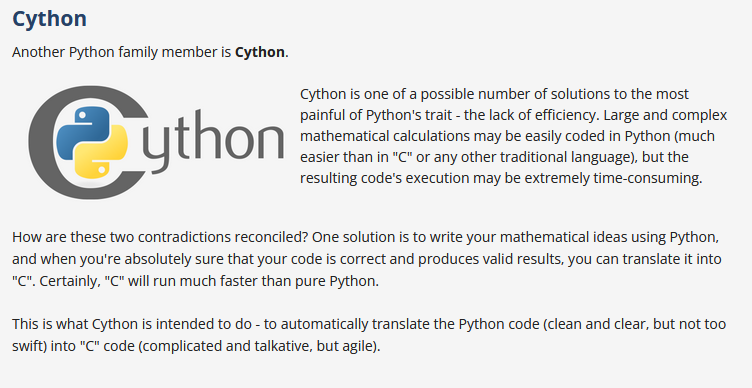 Cython
Another Python family member is Cython.
Cython
Cython is one of a possible number of solutions to the most
painful of Python's trait - the lack of efficiency. Large and complex
mathematical calculations may be easily coded in Python (much
easier than in "C" or any other traditional language), but the
resulting code's execution may be extremely time-consuming.
How are these two contradictions reconciled? One solution is to write your mathematical ideas using Python,
and when you're absolutely sure that your code is correct and produces valid results, you can translate it into
"C". Certainly, "C" will run much faster than pure Python.
This is what Cython is intended to do - to automatically translate the Python code (clean and clear, but not too
swift) into "C" code (complicated and talkative, but agile).